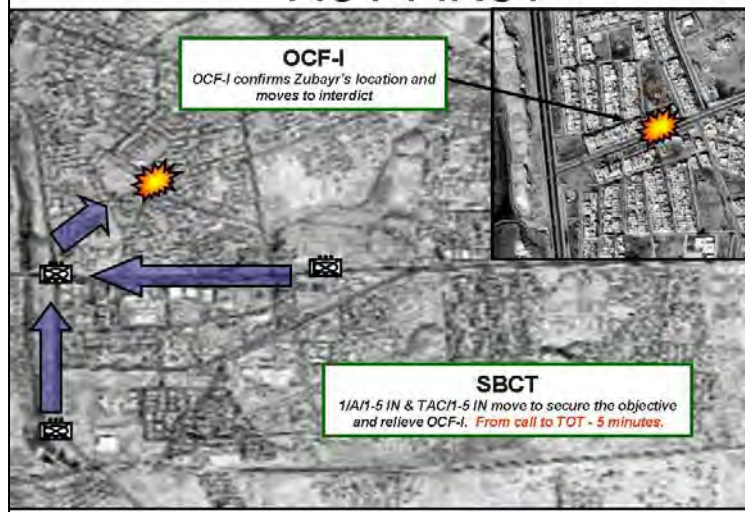 OCF-I
OCF-I confirms Zubayr's location and
moves to interdict
SBCT
1/A/1-5 IN & TAC/1-5 IN move to secure the objective
and relieve OCF-I. From call to TOT - 5 minutes.